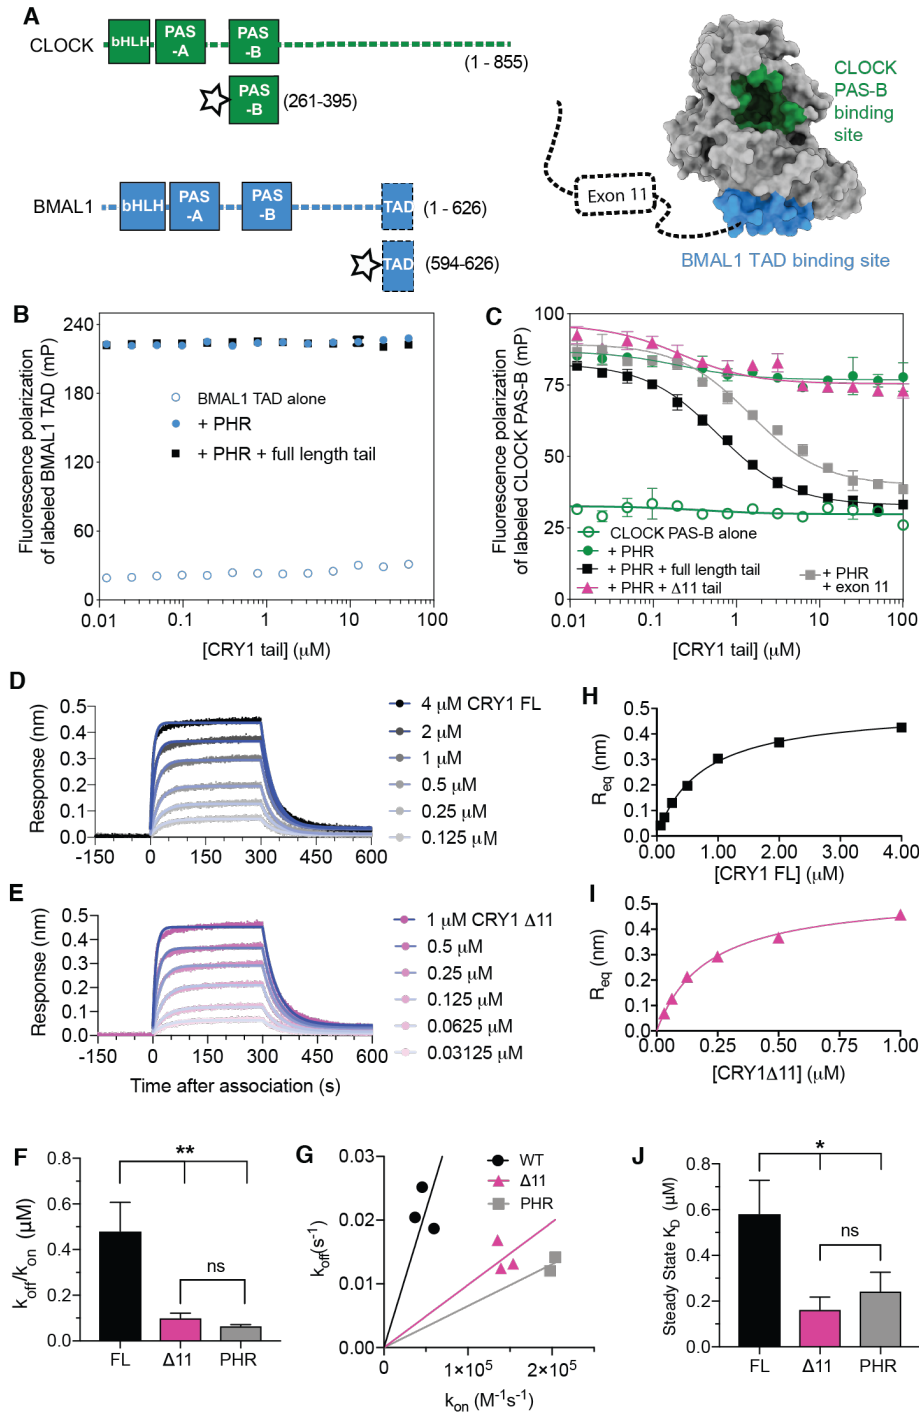 A
CLOCK
bHLH
PAS
-A
PAS
-B
(1 - 855)
PAS
-B
(261-395)
BMAL1
bHLH
PAS
-A
PAS
-B
TAD
(1 - 626)
TAD
(594-626)
Exon 11
CLOCK
PAS-B
binding
site
BMAL1 TAD binding site
B
Fluorescence polarization
of labeled BMAL1 TAD (mP)
240
180
120
60
0
BMAL1 TAD alone
+ PHR
+ PHR + full length tail
0.01
0.1
1
10
100
[CRY1 tail] (μM)
C
Fluorescence polarization
of labeled CLOCK PAS-B (mP)
100
75
50
25
0
CLOCK PAS-B alone
+ PHR
+ PHR + full length tail
+ PHR + Δ11 tail
+ PHR
+ exon 11
0.01
0.1
1
10
100
[CRY1 tail] (μM)
D
Response (nm)
0.5
0.4
0.3
0.2
0.1
0.0
-150
0
150
300
450
600
4 μM CRY1 FL
2 μM
1 μM
0.5 μM
0.25 μM
0.125 μM
H
Req (nm)
0.5
0.4
0.3
0.2
0.1
0.0
0.00
1.00
2.00
3.00
4.00
[CRY1 FL] (μM)
E
Response (nm)
0.5
0.4
0.3
0.2
0.1
0.0
-150
0
150
300
450
600
Time after association (s)
1 μM CRY1 Δ11
0.5 μM
0.25 μM
0.125 μM
0.0625 μM
0.03125 μM
I
Req (nm)
0.5
0.4
0.3
0.2
0.1
0.0
0.00
0.25
0.50
0.75
1.00
[CRY1Δ11] (μM)
F
koff/kon (μM)
0.8
0.6
0.4
0.2
0.0
**
ns
FL
Δ11
PHR
G
koff(s-1)
0.03
0.02
0.01
0.00
WT
Δ11
PHR
0
1×10⁵
2×10⁵
kon (M-1s-1)
J
Steady State KD (μM)
0.8
0.6
0.4
0.2
0.0
*
ns
FL
Δ11
PHR